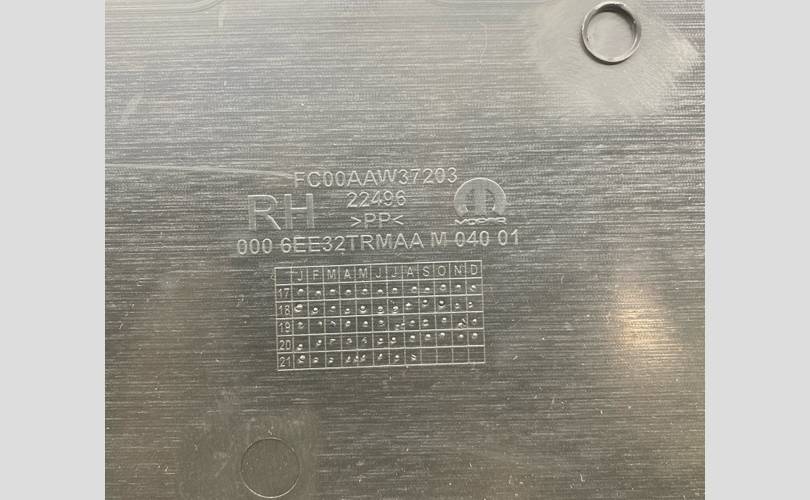 FC00AAW37203
22496
RH
>PP<
MOPAR
000 6EE32TRMAA M 040 01
J F M A M J J A S O N D
17
18
19
20
21